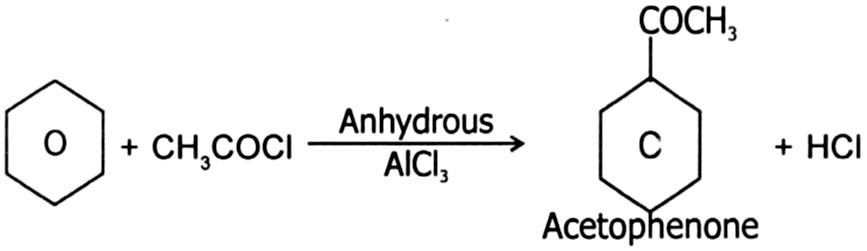 COCH₃
O + CH₃COCl Anhydrous AlCl₃ C + HCl
Acetophenone